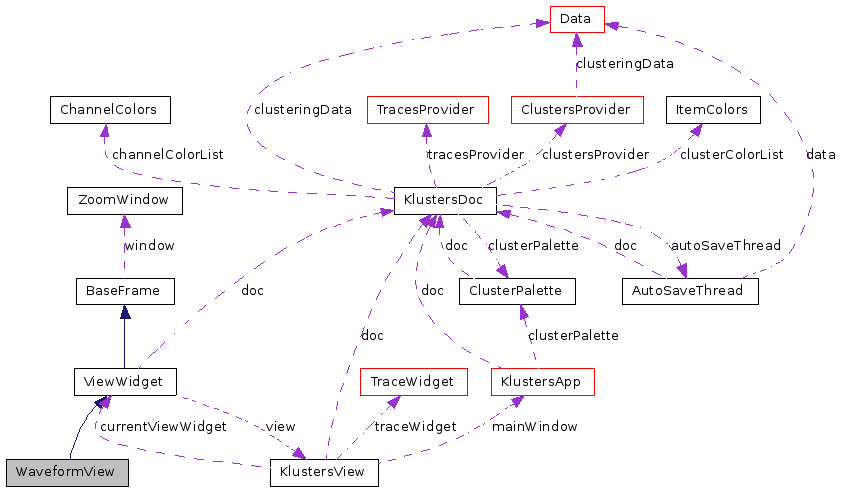 Data
clusteringData
ChannelColors
clusteringData
TracesProvider
ClustersProvider
ItemColors
channelColorList
tracesProvider
clustersProvider
clusterColorList
data
ZoomWindow
KlustersDoc
window
doc
clusterPalette
doc
autoSaveThread
BaseFrame
doc
doc
ClusterPalette
AutoSaveThread
doc
clusterPalette
ViewWidget
TraceWidget
KlustersApp
currentViewWidget
view
traceWidget
mainWindow
WaveformView
KlustersView